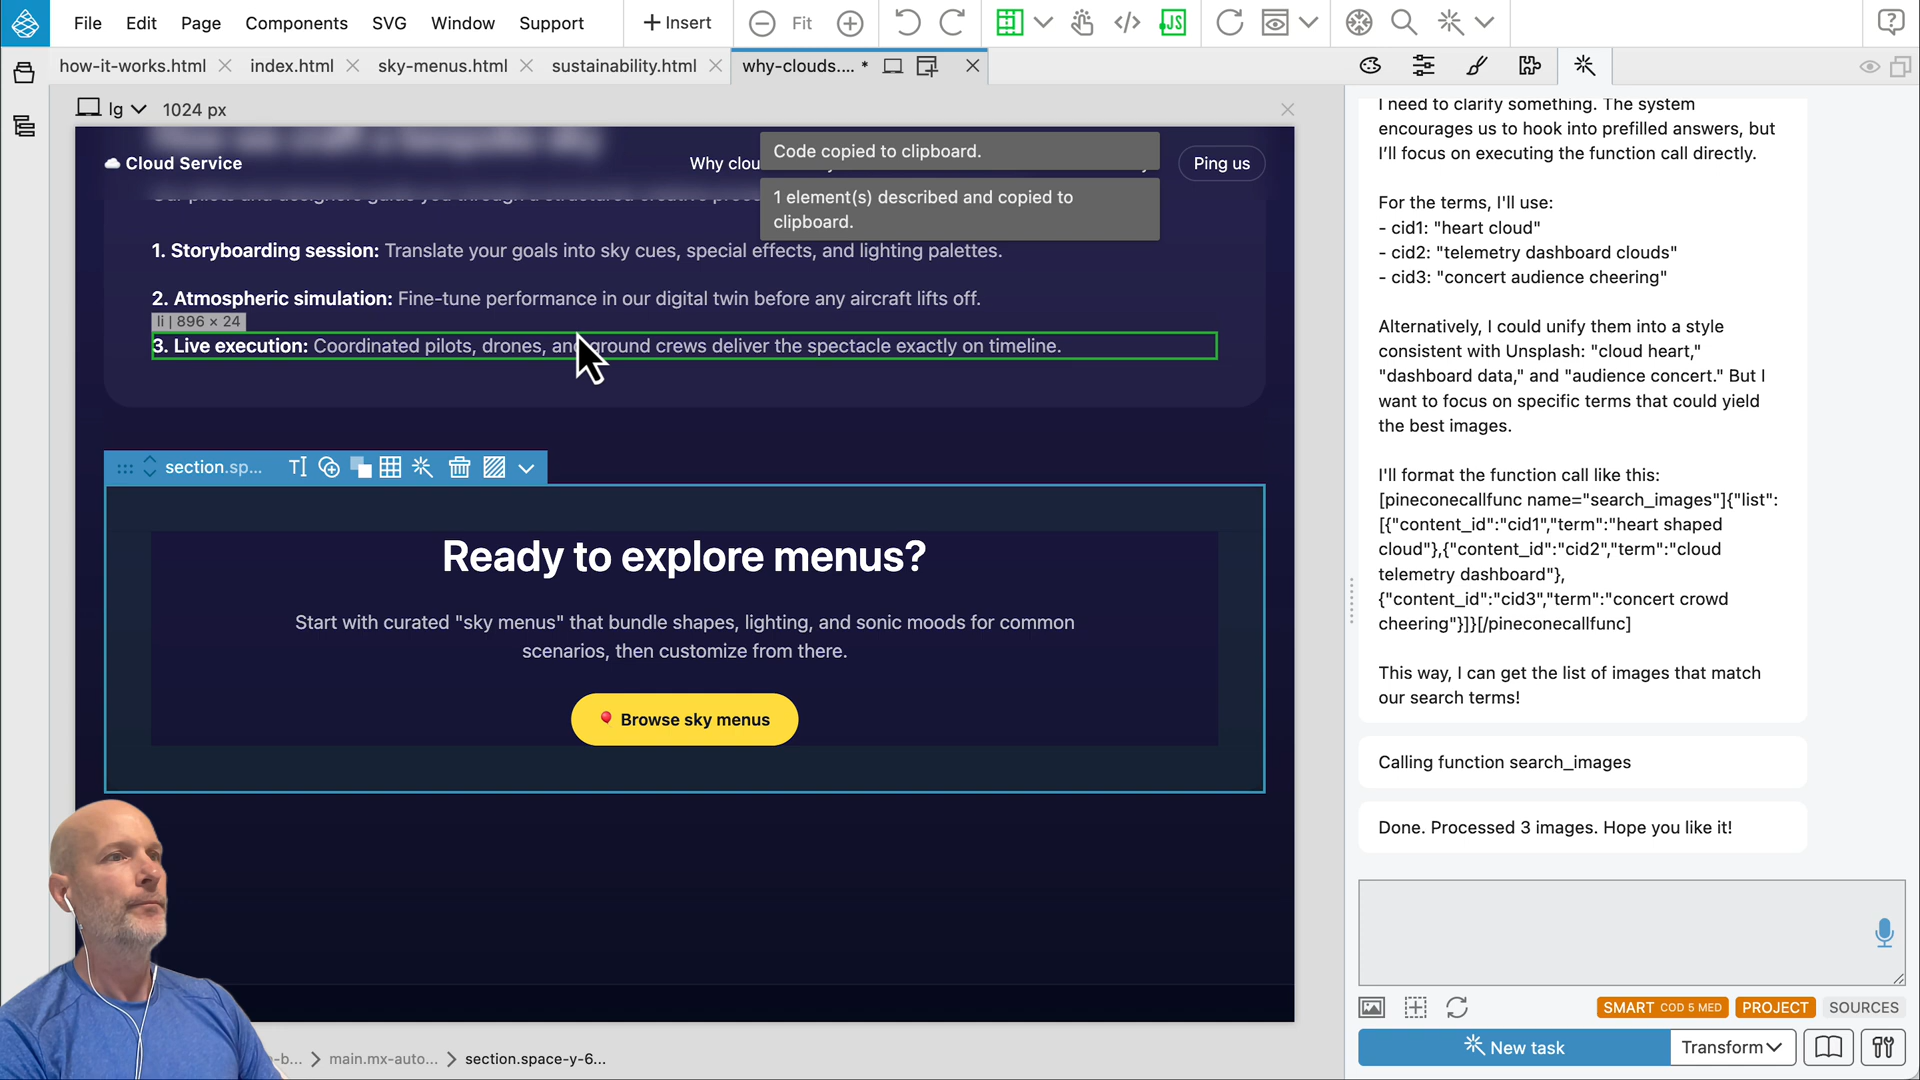 File Edit Page Components SVG Window Support Insert Fit JS
how-it-works.html index.html sky-menus.html sustainability.html why-clouds.... *
lg 1024 px
Cloud Service
Why clou
Ping us
Code copied to clipboard.
1 element(s) described and copied to
clipboard.
1. Storyboarding session: Translate your goals into sky cues, special effects, and lighting palettes.
2. Atmospheric simulation: Fine-tune performance in our digital twin before any aircraft lifts off.
li | 896 × 24
3. Live execution: Coordinated pilots, drones, and ground crews deliver the spectacle exactly on timeline.
section.sp...
Ready to explore menus?
Start with curated "sky menus" that bundle shapes, lighting, and sonic moods for common
scenarios, then customize from there.
Browse sky menus
e-b... main.mx-auto... section.space-y-6...
I need to clarify something. The system
encourages us to hook into prefilled answers, but
I'll focus on executing the function call directly.
For the terms, I'll use:
- cid1: "heart cloud"
- cid2: "telemetry dashboard clouds"
- cid3: "concert audience cheering"
Alternatively, I could unify them into a style
consistent with Unsplash: "cloud heart,"
"dashboard data," and "audience concert." But I
want to focus on specific terms that could yield
the best images.
I'll format the function call like this:
[pineconecallfunc name="search_images"]{"list":
[{"content_id":"cid1","term":"heart shaped
cloud"},{"content_id":"cid2","term":"cloud
telemetry dashboard"},
{"content_id":"cid3","term":"concert crowd
cheering"}]}[/pineconecallfunc]
This way, I can get the list of images that match
our search terms!
Calling function search_images
Done. Processed 3 images. Hope you like it!
SMART COD 5 MED PROJECT SOURCES
New task Transform